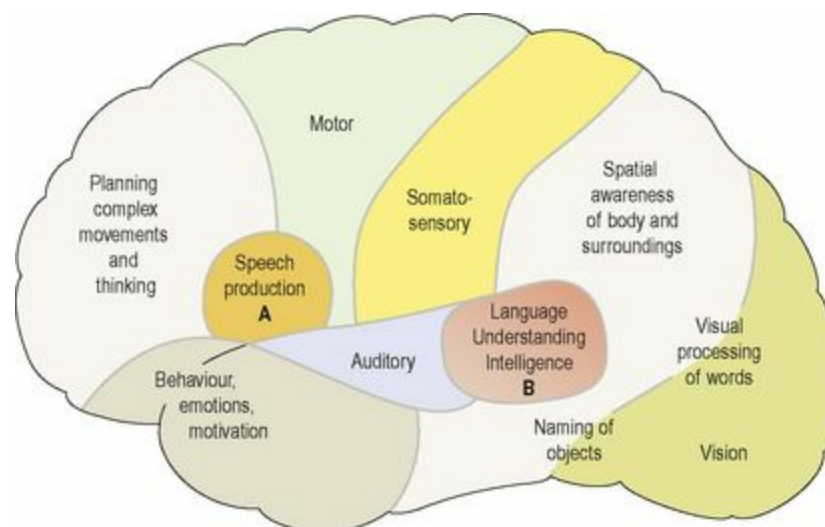 Motor
Planning
complex
movements
and
thinking
Somato-
sensory
Spatial
awareness
of body and
surroundings
Speech
production
A
Language
Understanding
Intelligence
B
Auditory
Visual
processing
of words
Behaviour,
emotions,
motivation
Naming of
objects
Vision